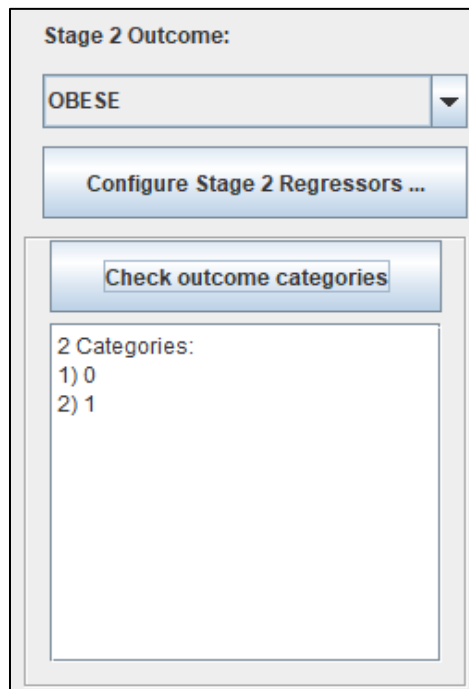 Stage 2 Outcome:
OBESE
Configure Stage 2 Regressors ...
Check outcome categories
2 Categories:
1) 0
2) 1